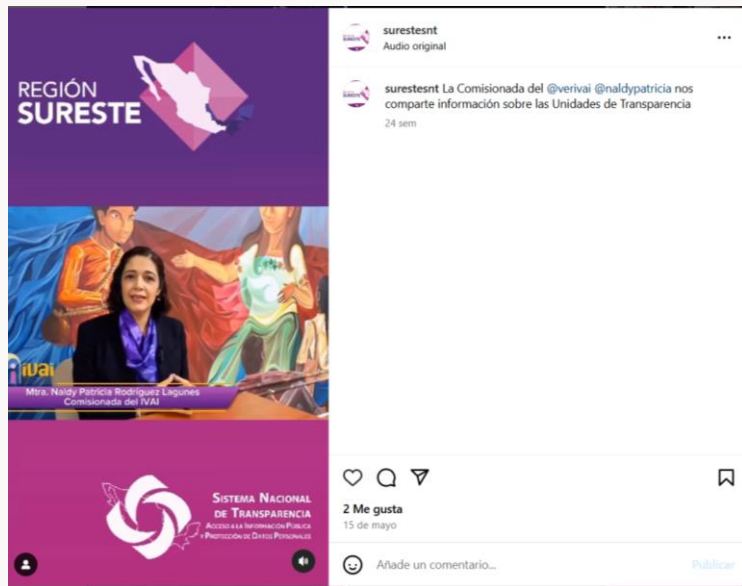 REGIÓN
SURESTE
ivai
Mtra. Naldy Patricia Rodríguez Lagunes
Comisionada del IVAI
SISTEMA NACIONAL
DE TRANSPARENCIA
ACCESO A LA INFORMACIÓN PÚBLICA
Y PROTECCIÓN DE DATOS PERSONALES
surestesnt
Audio original
surestesnt La Comisionada del @verivai @naldypatricia nos
comparte información sobre las Unidades de Transparencia
24 sem
2 Me gusta
15 de mayo
Añade un comentario...
Publicar